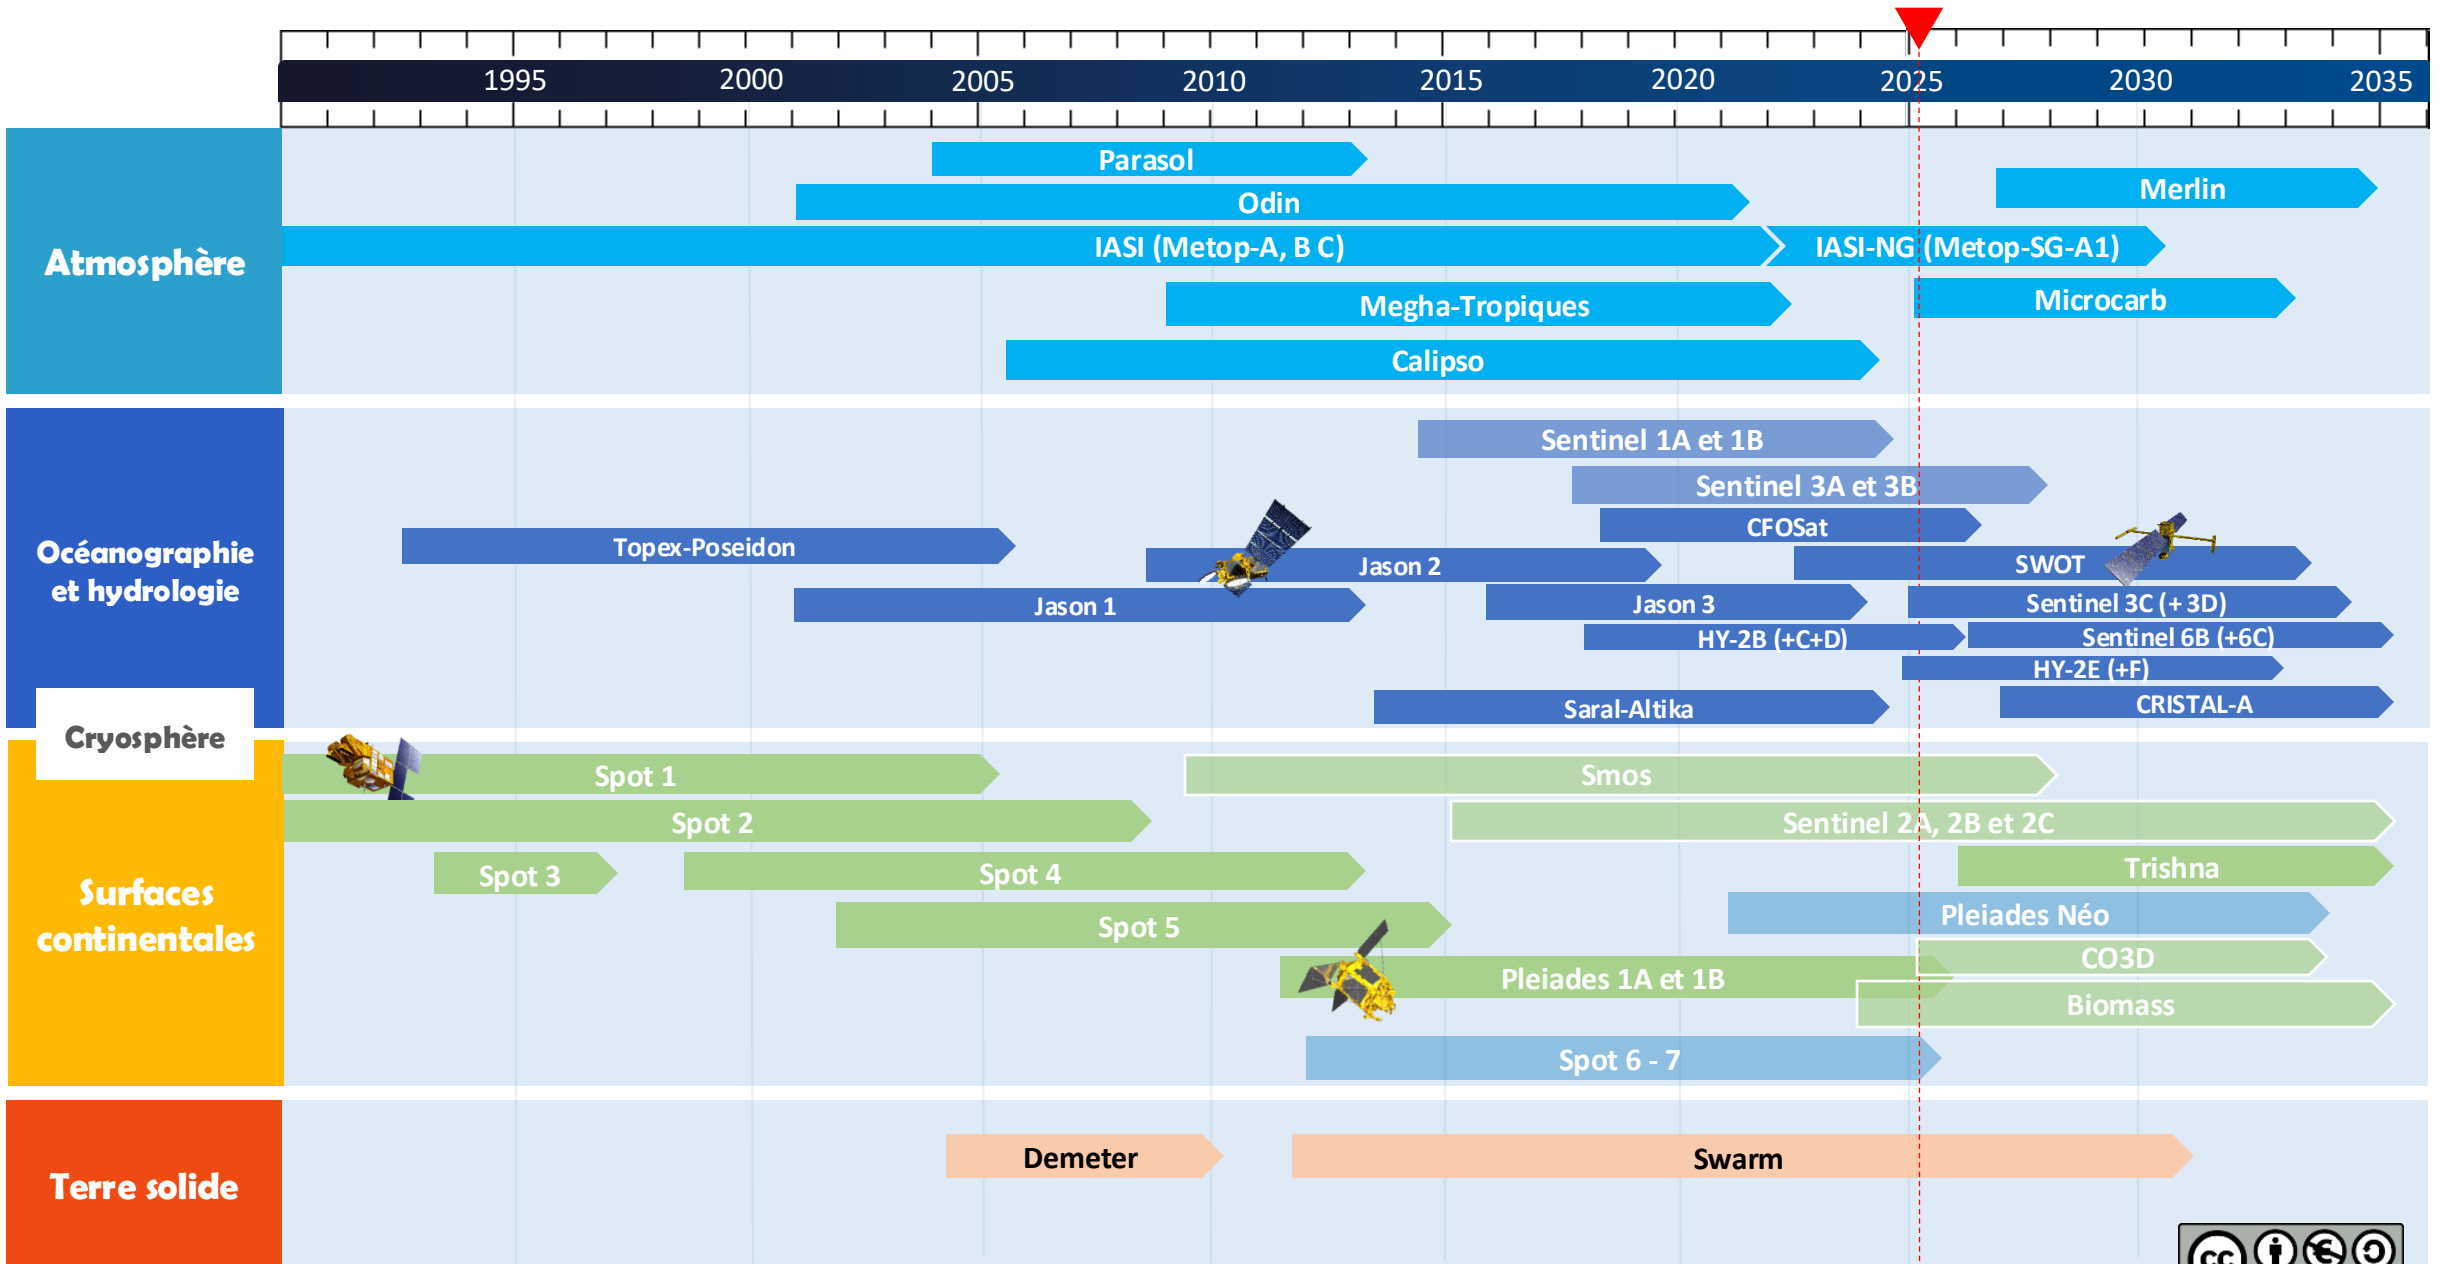 1995 2000 2005 2010 2015 2020 2025 2030 2035
Atmosphère
Parasol
Merlin
Odin
IASI (Metop-A, B C)
IASI-NG (Metop-SG-A1)
Megha-Tropiques
Microcarb
Calipso
Océanographie
et hydrologie
Sentinel 1A et 1B
Sentinel 3A et 3B
CFOSat
Topex-Poseidon
Jason 2
SWOT
Jason 1
Jason 3
Sentinel 3C (+ 3D)
HY-2B (+C+D)
Sentinel 6B (+6C)
HY-2E (+F)
Saral-Altika
CRISTAL-A
Cryosphère
Surfaces
continentales
Spot 1
Smos
Spot 2
Sentinel 2A, 2B et 2C
Spot 3
Spot 4
Trishna
Spot 5
Pleiades Néo
CO3D
Pleiades 1A et 1B
Biomass
Spot 6 - 7
Terre solide
Demeter
Swarm
cc